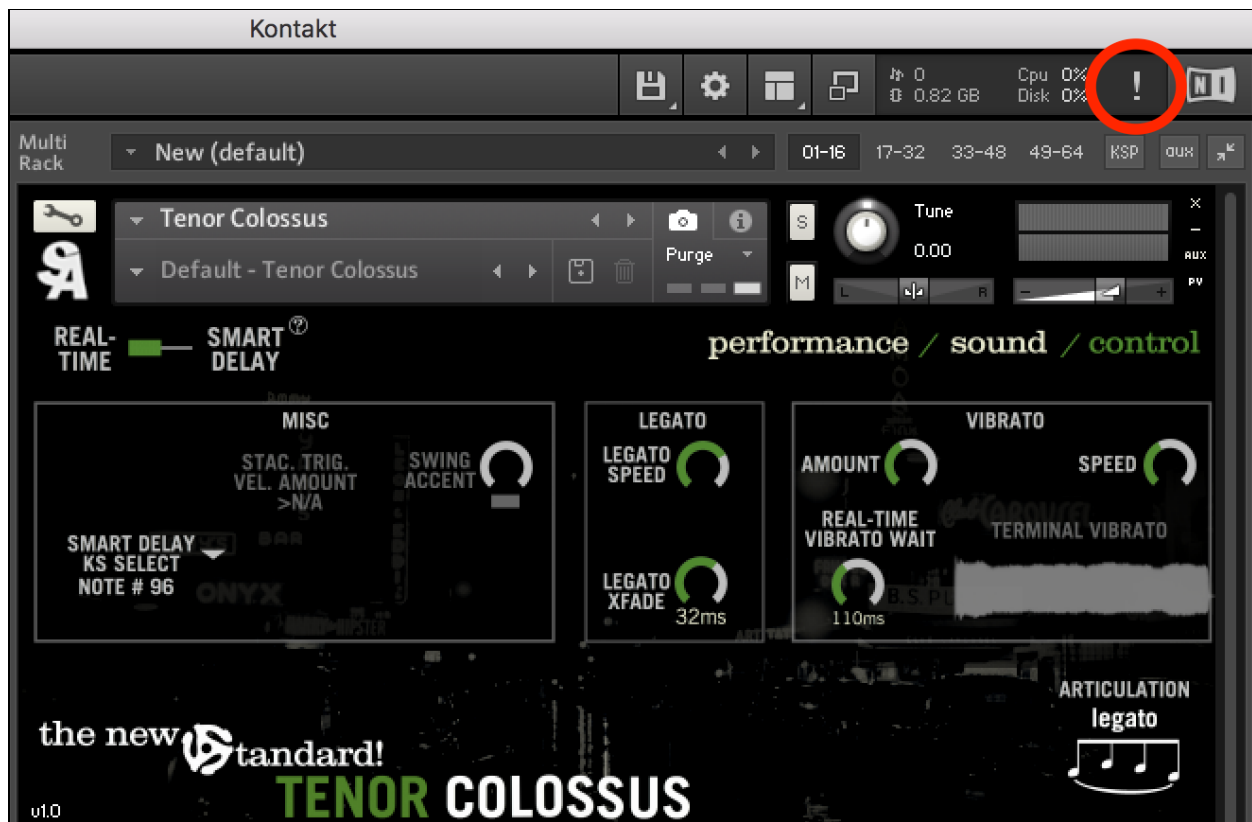 Kontakt
0 Cpu 0%
0.82 GB Disk 0% ! NI
Multi
Rack New (default) 01-16 17-32 33-48 49-64 KSP aux
Tenor Colossus i S Tune X
Default - Tenor Colossus Purge 0.00 AUX
M L R - + PV
SA
REAL-TIME SMART DELAY ?
performance / sound / control
MISC
STAC. TRIG.
VEL. AMOUNT
>N/A
SWING
ACCENT
SMART DELAY
KS SELECT
NOTE # 96
LEGATO
LEGATO
SPEED
LEGATO
XFADE
32ms
VIBRATO
AMOUNT
SPEED
REAL-TIME
VIBRATO WAIT
110ms
TERMINAL VIBRATO
BAR
ONYX
ARTICULATION
legato
the new Standard!
TENOR COLOSSUS
v1.0